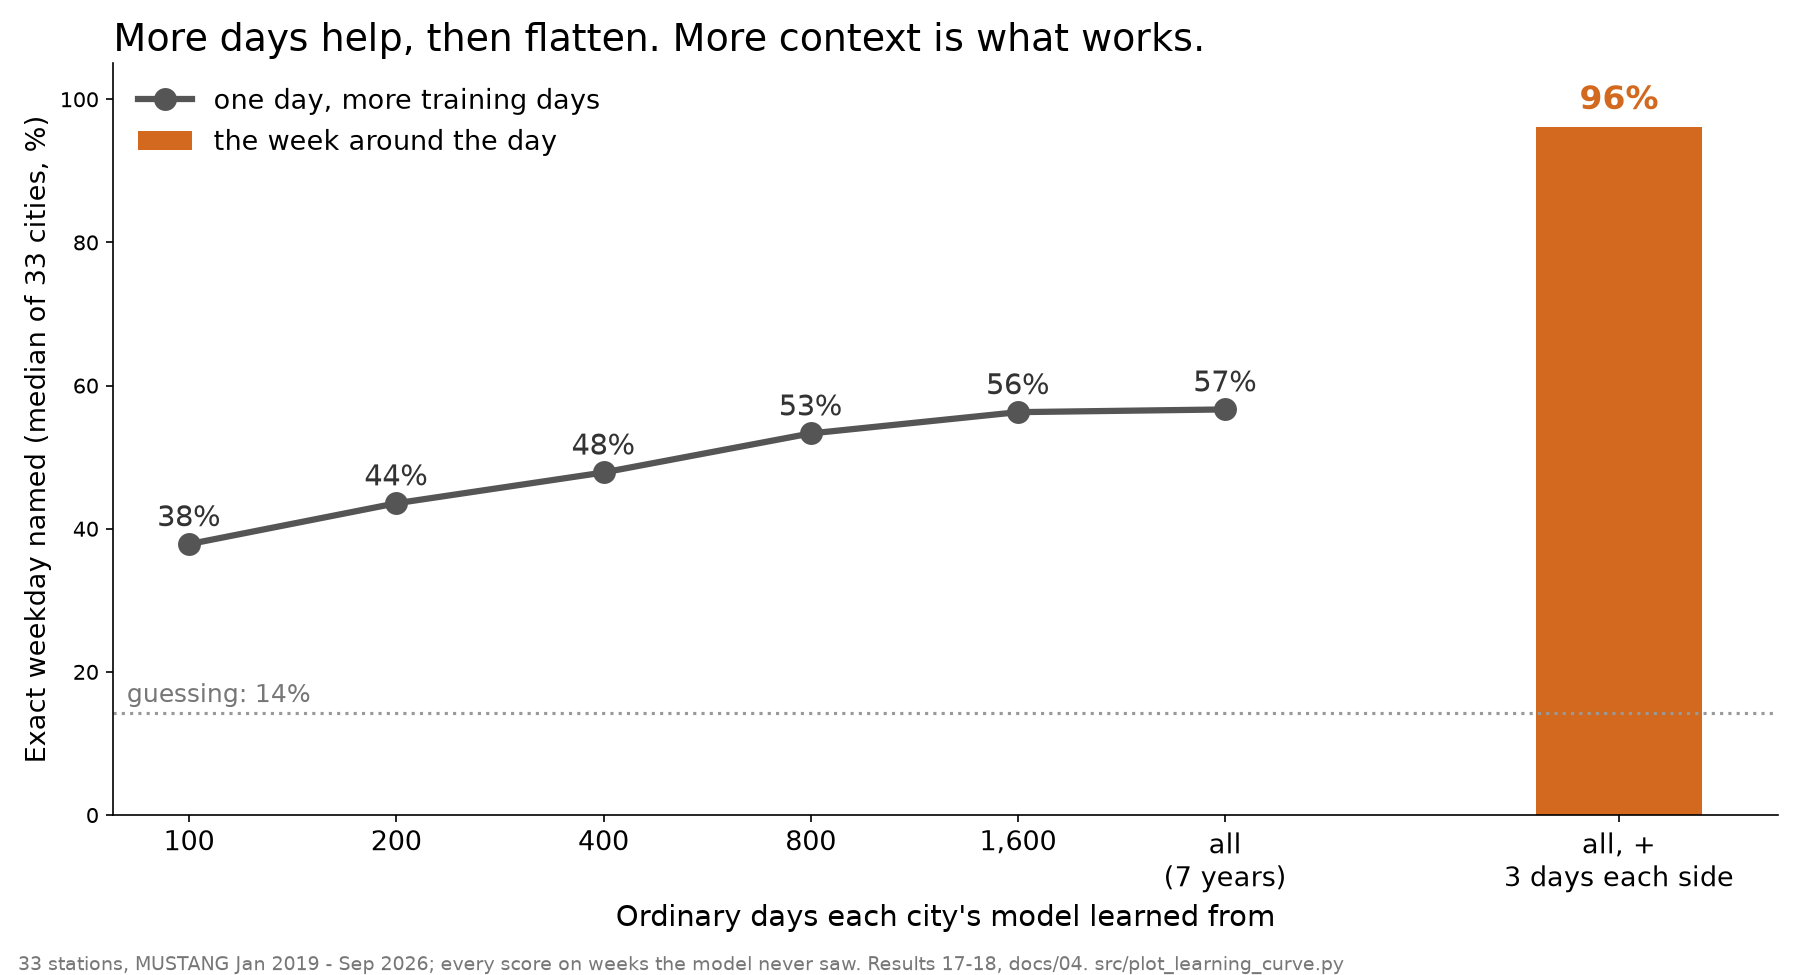 More days help, then flatten. More context is what works.
one day, more training days
the week around the day
Exact weekday named (median of 33 cities, %)
100
80
60
40
20
0
38%
44%
48%
53%
56%
57%
96%
guessing: 14%
100
200
400
800
1,600
all
(7 years)
all, +
3 days each side
Ordinary days each city's model learned from
33 stations, MUSTANG Jan 2019 - Sep 2026; every score on weeks the model never saw. Results 17-18, docs/04. src/plot_learning_curve.py